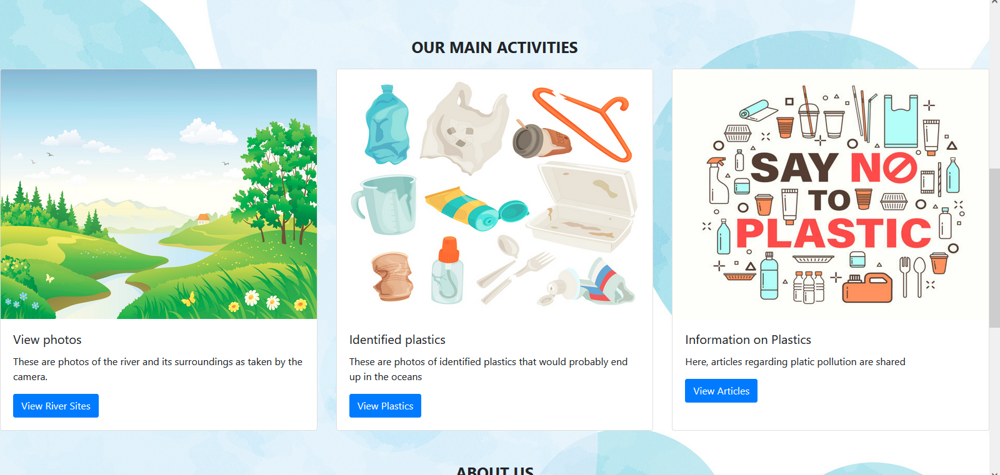 OUR MAIN ACTIVITIES
SAY NO
TO
PLASTIC
View photos
These are photos of the river and its surroundings as taken by the
camera.
View River Sites
Identified plastics
These are photos of identified plastics that would probably end
up in the oceans
View Plastics
Information on Plastics
Here, articles regarding platic pollution are shared
View Articles
ABOUT US